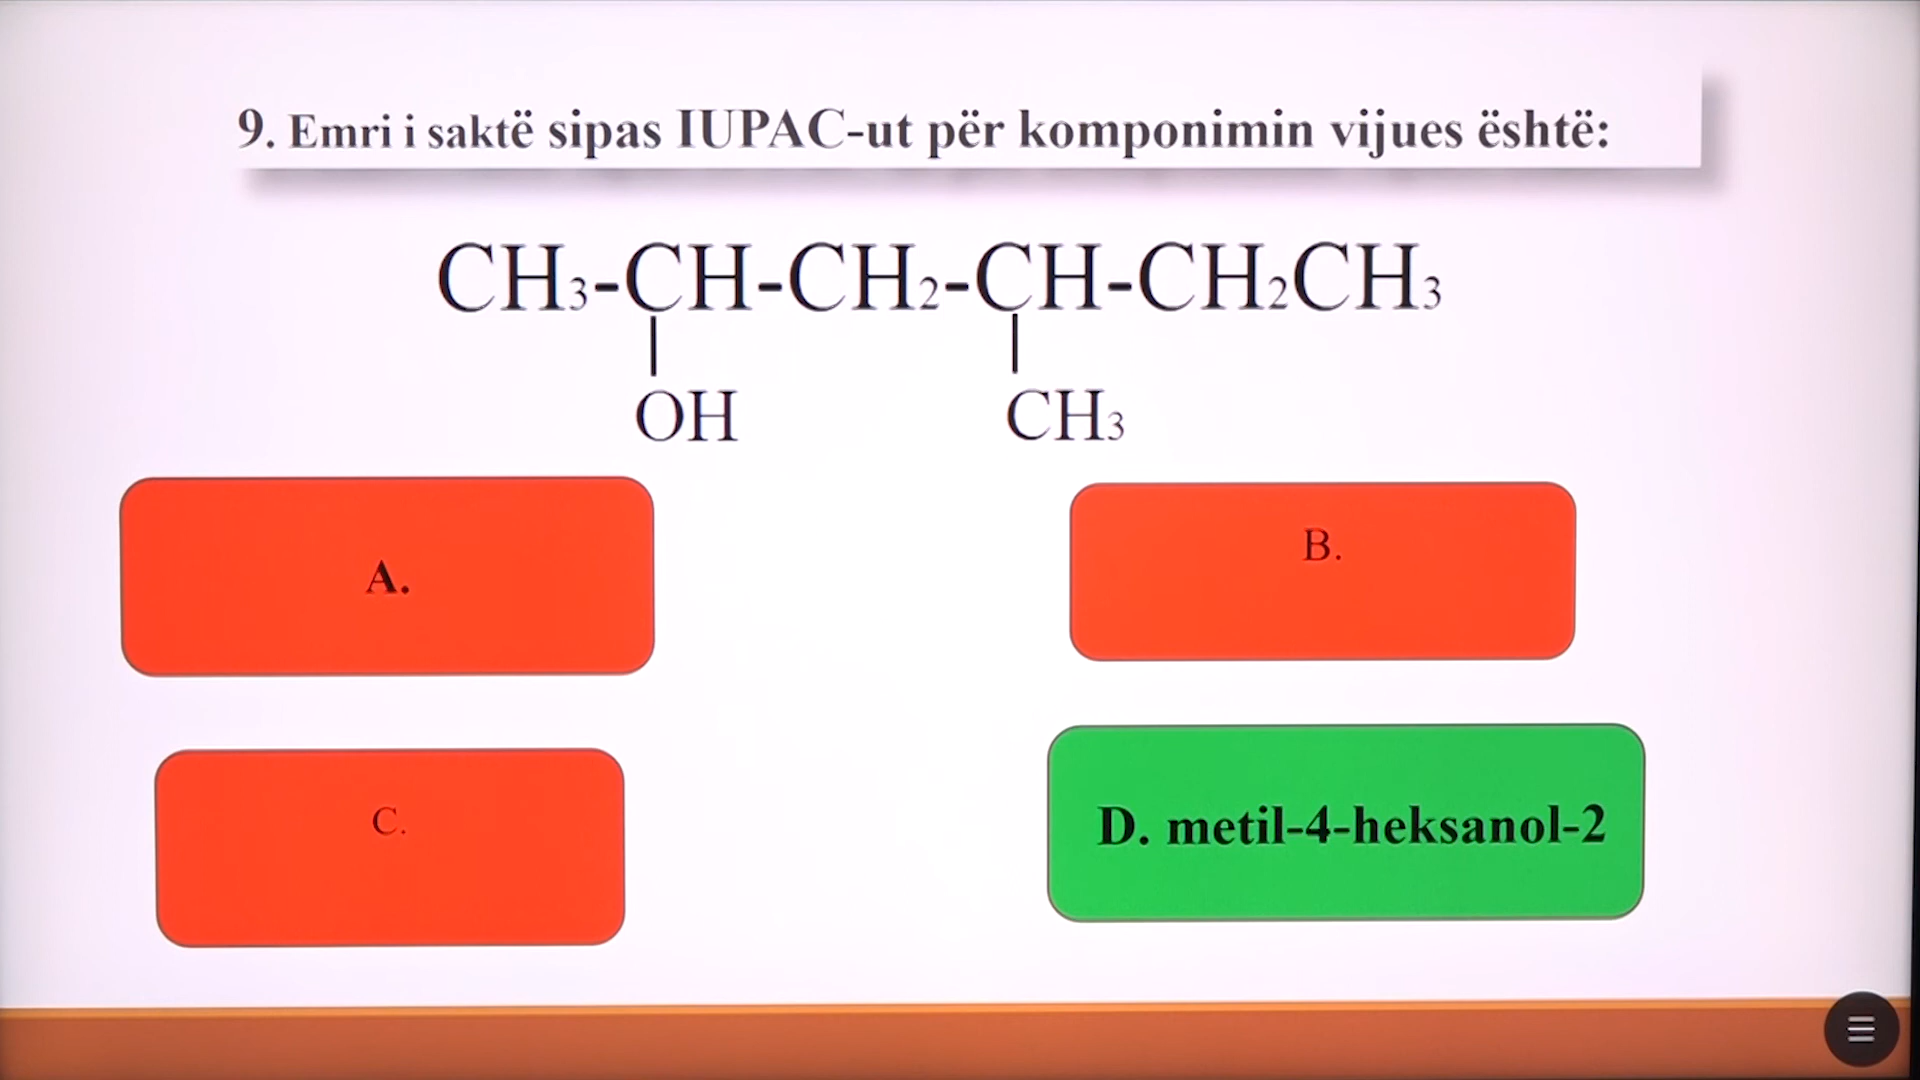 9. Emri i saktë sipas IUPAC-ut për komponimin vijues është:
CH3-CH-CH2-CH-CH2CH3
OH CH3
A.
B.
C.
D. metil-4-heksanol-2